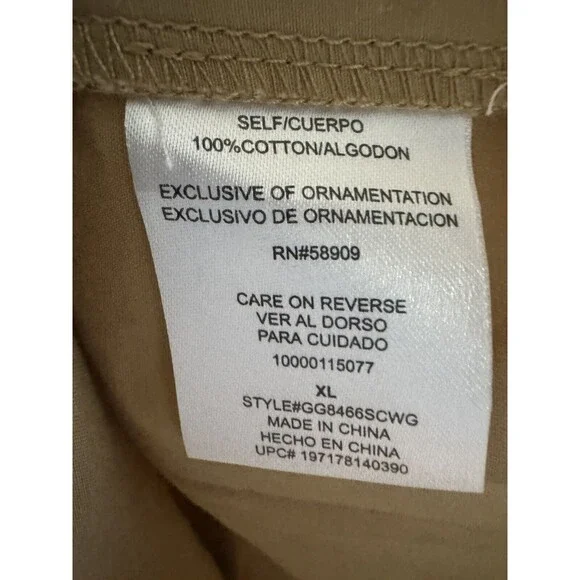 SELF/CUERPO
100%COTTON/ALGODON
EXCLUSIVE OF ORNAMENTATION
EXCLUSIVO DE ORNAMENTACION
RN#58909
CARE ON REVERSE
VER AL DORSO
PARA CUIDADO
10000115077
XL
STYLE#GG8466SCWG
MADE IN CHINA
HECHO EN CHINA
UPC# 197178140390